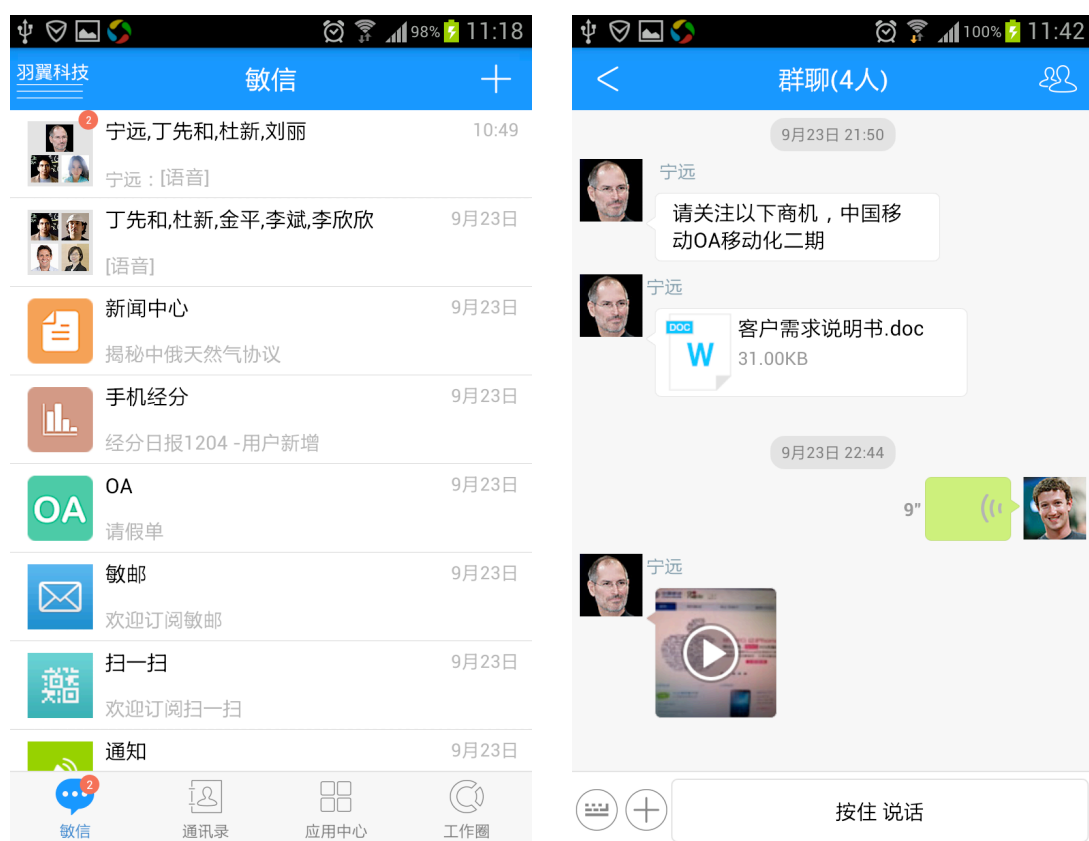 98% 11:18
羽翼科技
敏信
2
宁远,丁先和,杜新,刘丽
10:49
宁远：[语音]
丁先和,杜新,金平,李斌,李欣欣
9月23日
[语音]
新闻中心
9月23日
揭秘中俄天然气协议
手机经分
9月23日
经分日报1204 -用户新增
OA
OA
9月23日
请假单
敏邮
9月23日
欢迎订阅敏邮
扫一扫
9月23日
欢迎订阅扫一扫
通知
9月23日
2
敏信
通讯录
应用中心
工作圈
100% 11:42
群聊(4人)
9月23日 21:50
宁远
请关注以下商机，中国移
动OA移动化二期
宁远
DOC
W
客户需求说明书.doc
31.00KB
9月23日 22:44
9"
宁远
按住 说话